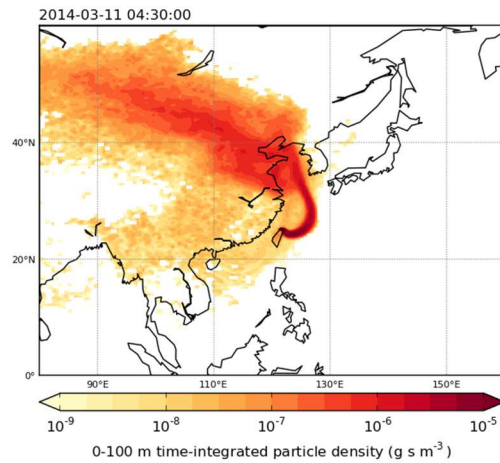 2014-03-11 04:30:00
40°N
20°N
0°
90°E
110°E
130°E
150°E
10⁻⁹
10⁻⁸
10⁻⁷
10⁻⁶
10⁻⁵
0-100 m time-integrated particle density (g s m⁻³)